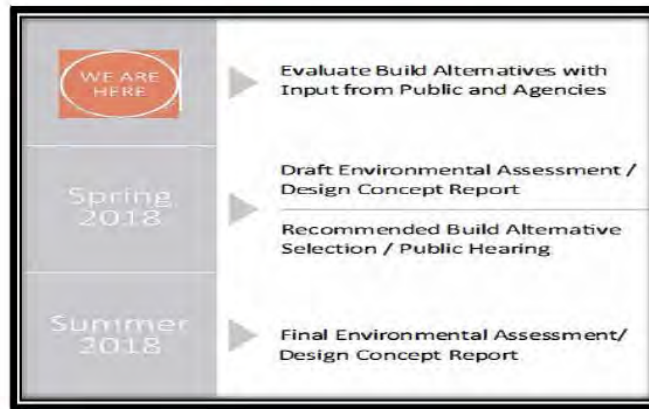 WE ARE
HERE
Evaluate Build Alternatives with
Input from Public and Agencies
Spring
2018
Draft Environmental Assessment /
Design Concept Report
Recommended Build Alternative
Selection / Public Hearing
Summer
2018
Final Environmental Assessment/
Design Concept Report